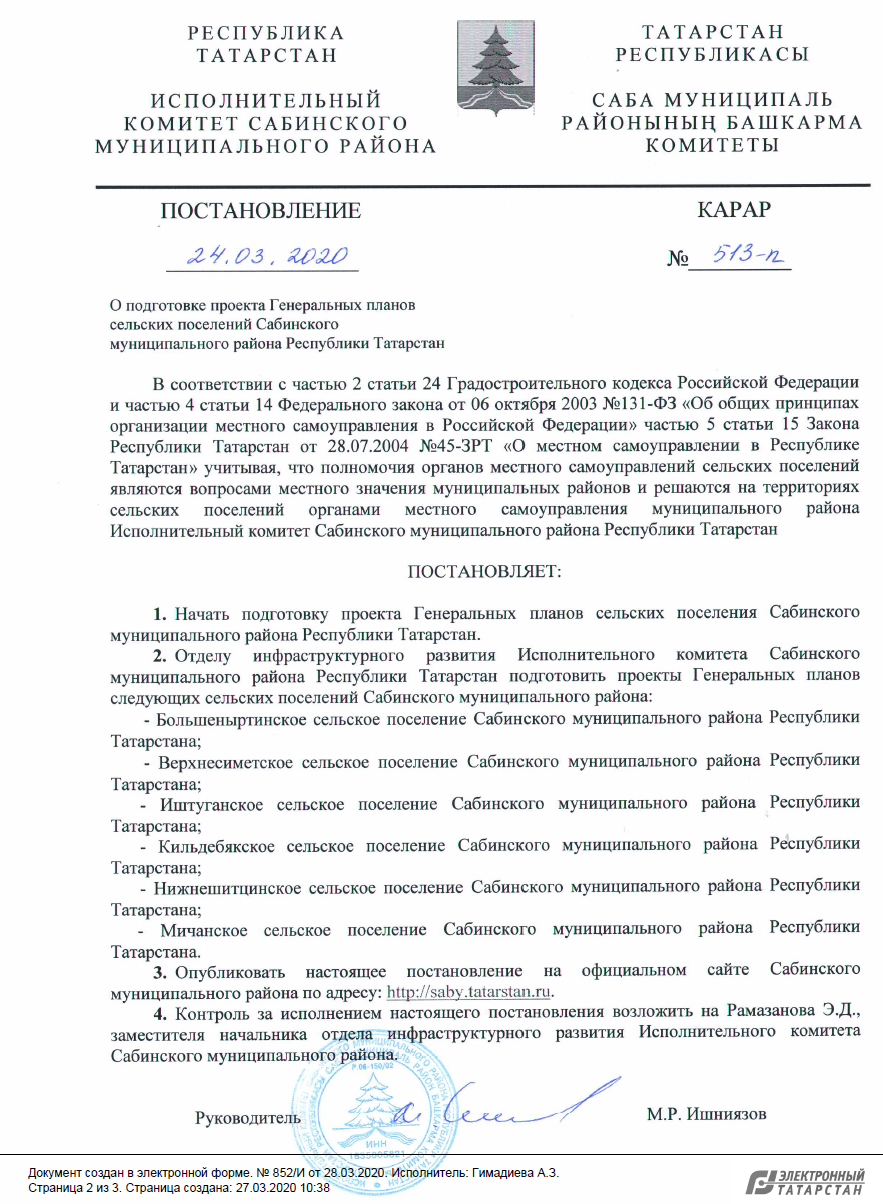 РЕСПУБЛИКА
ТАТАРСТАН
ИСПОЛНИТЕЛЬНЫЙ
КОМИТЕТ САБИНСКОГО
МУНИЦИПАЛЬНОГО РАЙОНА
ТАТАРСТАН
РЕСПУБЛИКАСЫ
САБА МУНИЦИПАЛЬ
РАЙОНЫНЫҢ БАШКАРМА
КОМИТЕТЫ
ПОСТАНОВЛЕНИЕ
КАРАР
24.03.2020
№ 513-п
О подготовке проекта Генеральных планов
сельских поселений Сабинского
муниципального района Республики Татарстан
В соответствии с частью 2 статьи 24 Градостроительного кодекса Российской Федерации
и частью 4 статьи 14 Федерального закона от 06 октября 2003 №131-ФЗ «Об общих принципах
организации местного самоуправления в Российской Федерации» частью 5 статьи 15 Закона
Республики Татарстан от 28.07.2004 №45-ЗРТ «О местном самоуправлении в Республике
Татарстан» учитывая, что полномочия органов местного самоуправлений сельских поселений
являются вопросами местного значения муниципальных районов и решаются на территориях
сельских поселений органами местного самоуправления муниципального района
Исполнительный комитет Сабинского муниципального района Республики Татарстан
ПОСТАНОВЛЯЕТ:
1. Начать подготовку проекта Генеральных планов сельских поселения Сабинского
муниципального района Республики Татарстан.
2. Отделу инфраструктурного развития Исполнительного комитета Сабинского
муниципального района Республики Татарстан подготовить проекты Генеральных планов
следующих сельских поселений Сабинского муниципального района:
- Большеныртинское сельское поселение Сабинского муниципального района Республики
Татарстана;
- Верхнесиметское сельское поселение Сабинского муниципального района Республики
Татарстана;
- Иштуганское сельское поселение Сабинского муниципального района Республики
Татарстана;
- Кильдебякское сельское поселение Сабинского муниципального района Республики
Татарстана;
- Нижнешитцинское сельское поселение Сабинского муниципального района Республики
Татарстана;
- Мичанское сельское поселение Сабинского муниципального района Республики
Татарстана.
3. Опубликовать настоящее постановление на официальном сайте Сабинского
муниципального района по адресу: http://saby.tatarstan.ru.
4. Контроль за исполнением настоящего постановления возложить на Рамазанова Э.Д.,
заместителя начальника отдела инфраструктурного развития Исполнительного комитета
Сабинского муниципального района.
Р.06-150/02
ИНН
Руководитель
М.Р. Ишниязов
Документ создан в электронной форме. № 852/И от 28.03.2020. Исполнитель: Гимадиева А.З.
Страница 2 из 3. Страница создана: 27.03.2020 10:38
ЭЛЕКТРОННЫЙ
ТАТАРСТАН